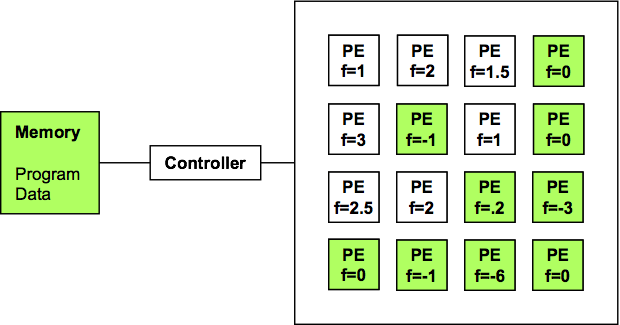 Memory
Program
Data
Controller
PE
f=1
PE
f=2
PE
f=1.5
PE
f=0
PE
f=3
PE
f=-1
PE
f=1
PE
f=0
PE
f=2.5
PE
f=2
PE
f=.2
PE
f=-3
PE
f=0
PE
f=-1
PE
f=-6
PE
f=0